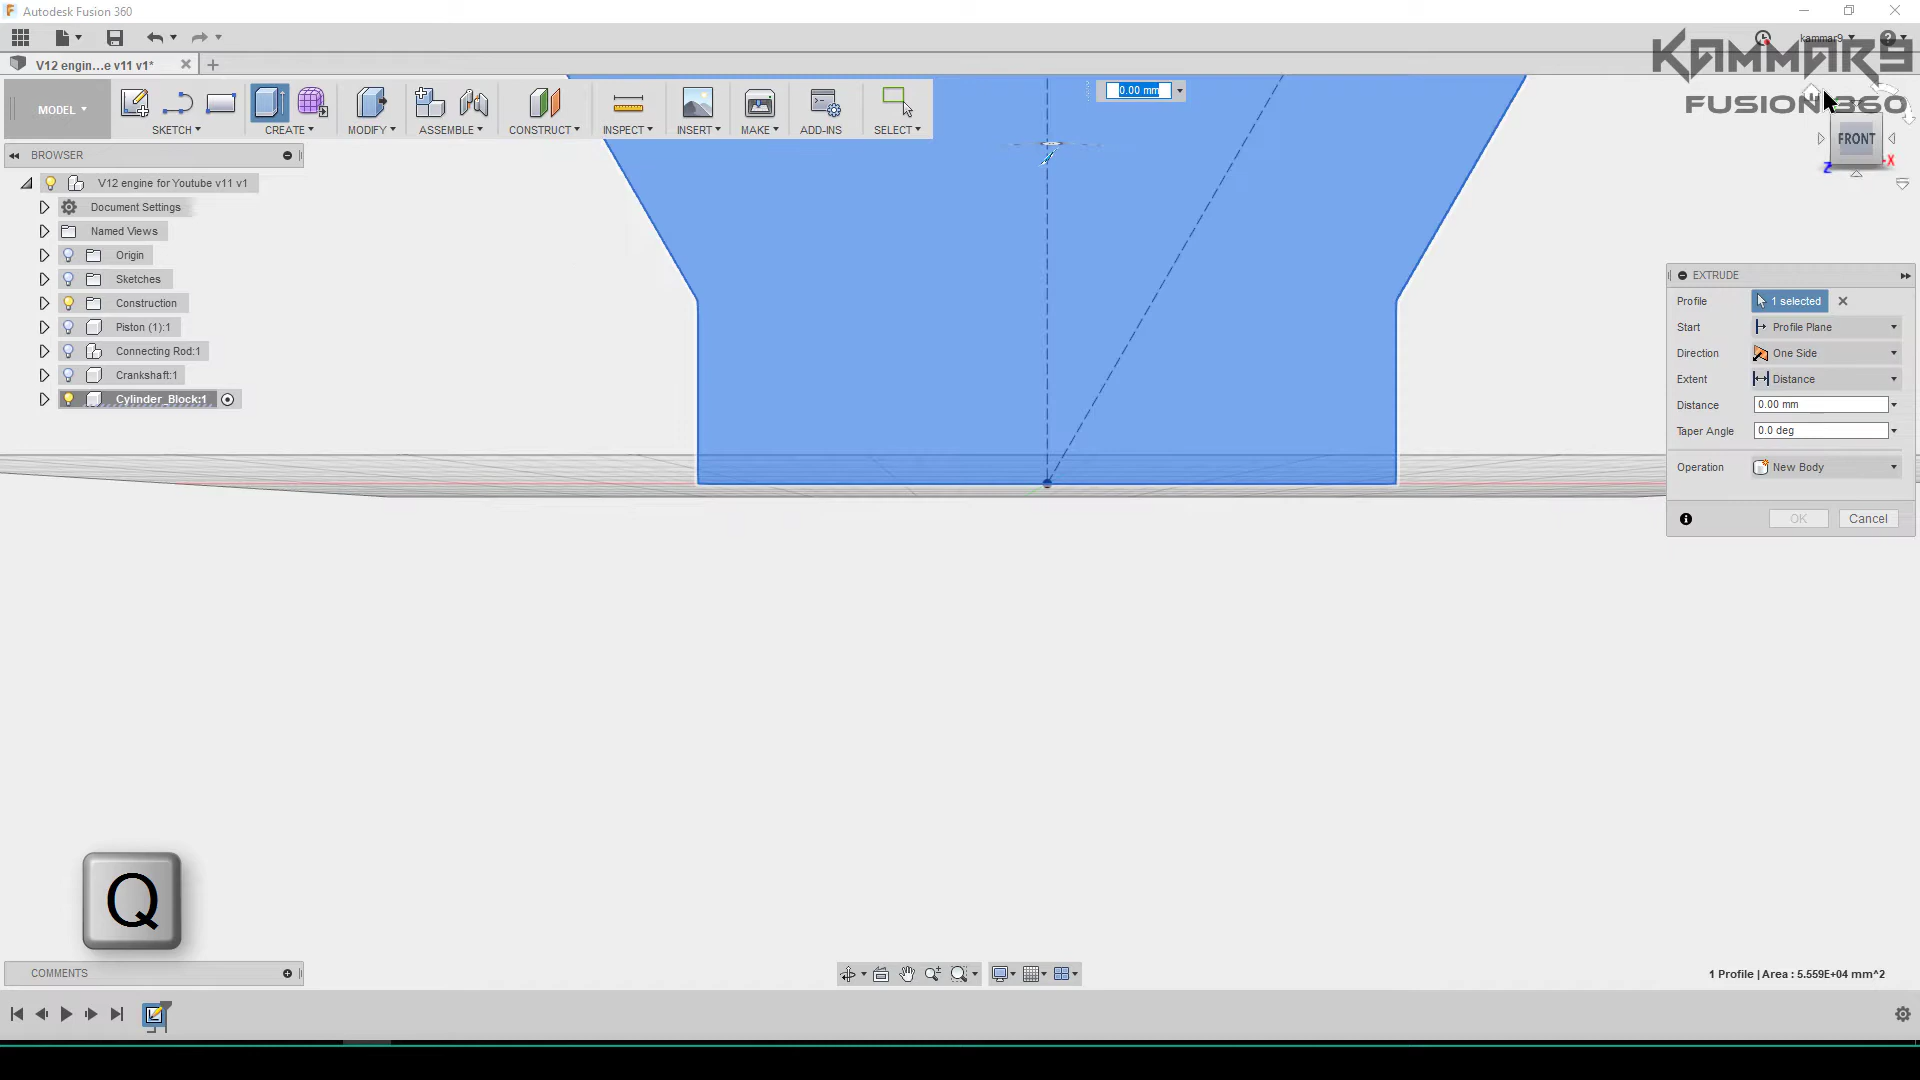 Autodesk Fusion 360
kammar9
KAMMAR9
FUSION 360
V12 engin...e v11 v1*
MODEL
SKETCH
CREATE
MODIFY
ASSEMBLE
CONSTRUCT
INSPECT
INSERT
MAKE
ADD-INS
SELECT
0.00 mm
FRONT
X
Z
BROWSER
V12 engine for Youtube v11 v1
Document Settings
Named Views
Origin
Sketches
Construction
Piston (1):1
Connecting Rod:1
Crankshaft:1
Cylinder_Block:1
EXTRUDE
Profile 1 selected
Start Profile Plane
Direction One Side
Extent Distance
Distance 0.00 mm
Taper Angle 0.0 deg
Operation New Body
OK Cancel
Q
COMMENTS
1 Profile | Area : 5.559E+04 mm^2